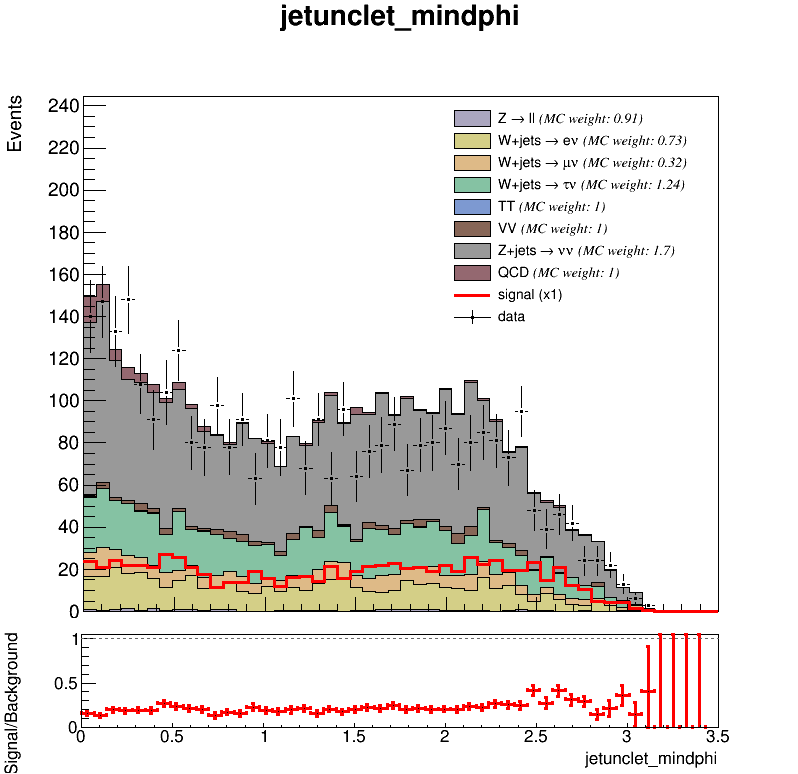 jetunclet_mindphi
Events
240
220
200
180
160
140
120
100
80
60
40
20
0
Z → ll (MC weight: 0.91)
W+jets → eν (MC weight: 0.73)
W+jets → μν (MC weight: 0.32)
W+jets → τν (MC weight: 1.24)
TT (MC weight: 1)
VV (MC weight: 1)
Z+jets → νν (MC weight: 1.7)
QCD (MC weight: 1)
signal (x1)
data
Signal/Background
1
0.5
0
0 0.5 1 1.5 2 2.5 3 3.5
jetunclet_mindphi